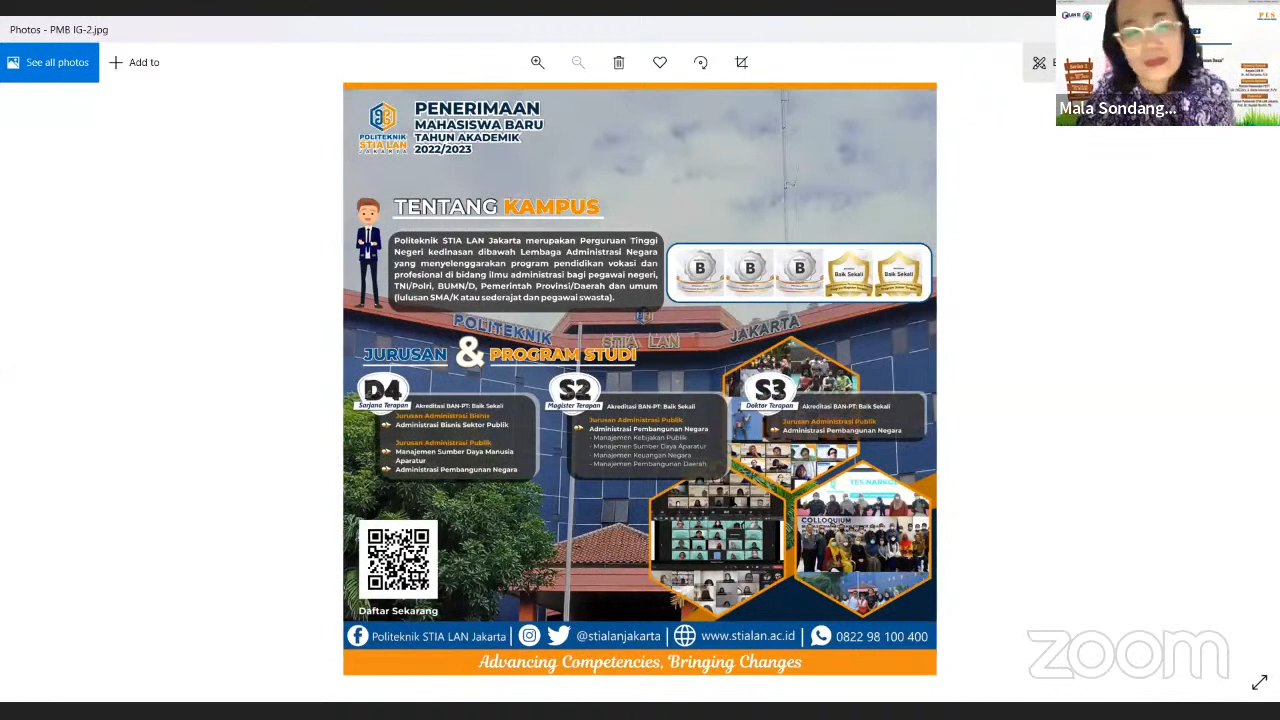 Photos - PMB IG-2.jpg
See all photos
Add to
Mala Sondang...
POLITEKNIK
STIA LAN
JAKARTA
PENERIMAAN
MAHASISWA BARU
TAHUN AKADEMIK
2022/2023
TENTANG KAMPUS
Politeknik STIA LAN Jakarta merupakan Perguruan Tinggi
Negeri kedinasan dibawah Lembaga Administrasi Negara
yang menyelenggarakan program pendidikan vokasi dan
profesional di bidang ilmu administrasi bagi pegawai negeri,
TNI/Polri, BUMN/D, Pemerintah Provinsi/Daerah dan umum
(lulusan SMA/K atau sederajat dan pegawai swasta).
B
B
B
Baik Sekali
Baik Sekali
POLITEKNIK STIA LAN JAKARTA
JURUSAN & PROGRAM STUDI
D4
Sarjana Terapan
Akreditasi BAN-PT: Baik Sekali
Jurusan Administrasi Bisnis
Administrasi Bisnis Sektor Publik
Jurusan Administrasi Publik
Manajemen Sumber Daya Manusia
Aparatur
Administrasi Pembangunan Negara
S2
Magister Terapan
Akreditasi BAN-PT: Baik Sekali
Jurusan Administrasi Publik
Administrasi Pembangunan Negara
- Manajemen Kebijakan Publik
- Manajemen Sumber Daya Aparatur
- Manajemen Keuangan Negara
- Manajemen Pembangunan Daerah
S3
Doktor Terapan
Akreditasi BAN-PT: Baik Sekali
Jurusan Administrasi Publik
Administrasi Pembangunan Negara
COLLOQUIUM
Daftar Sekarang
Politeknik STIA LAN Jakarta | @stialanjakarta | www.stialan.ac.id | 0822 98 100 400
Advancing Competencies, Bringing Changes
zoom